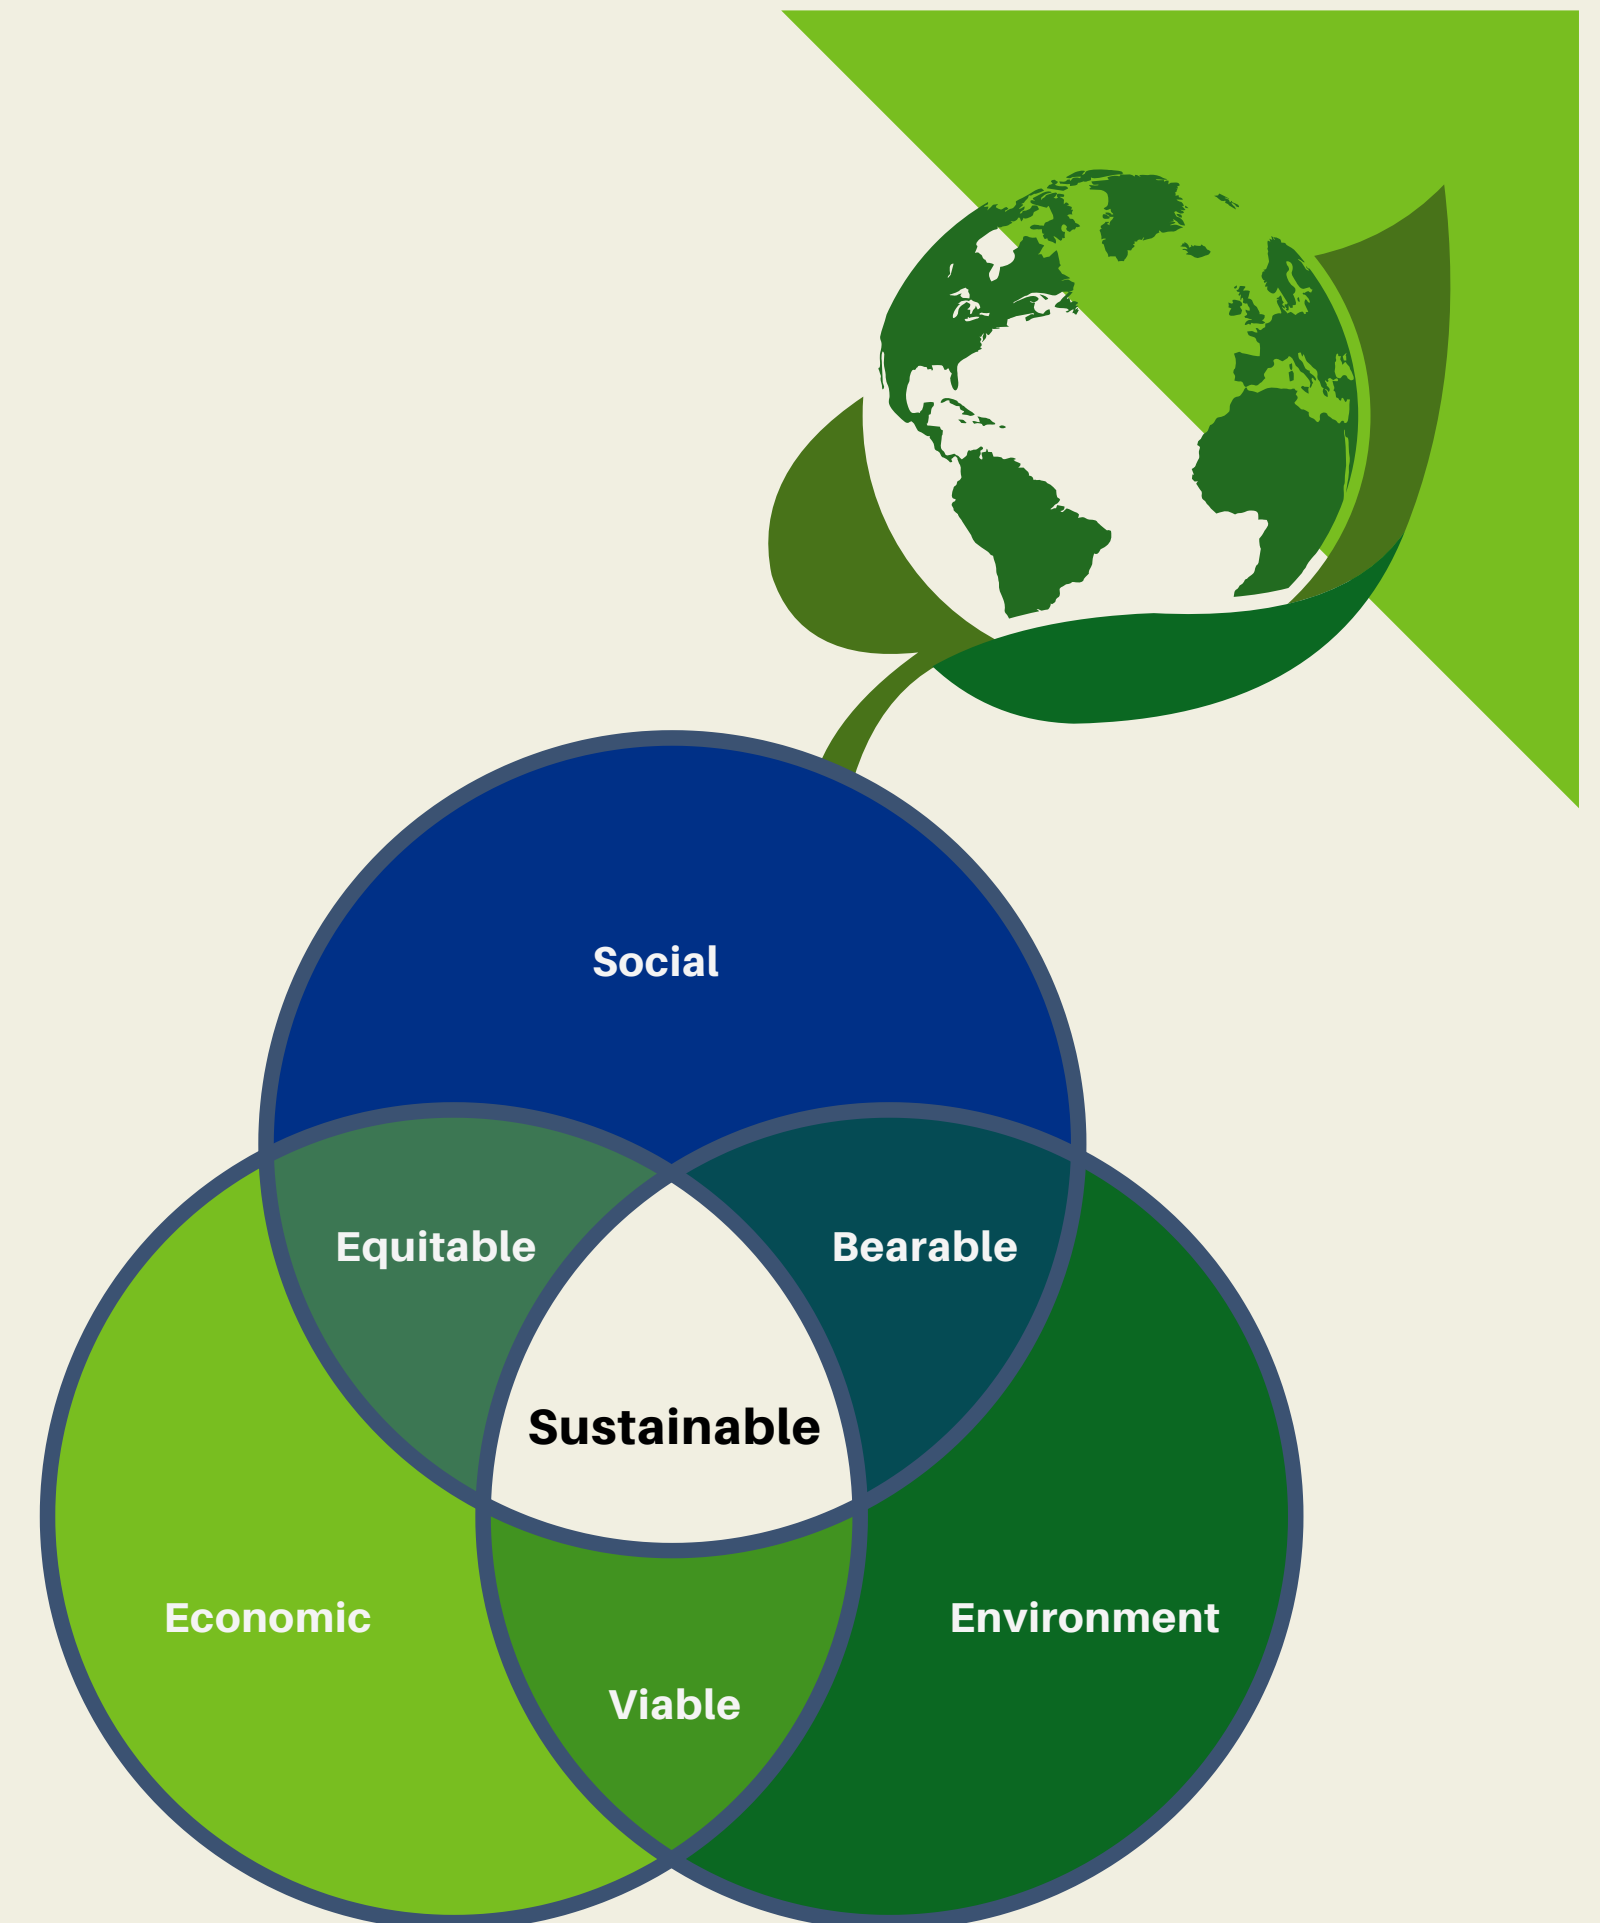 Social
Equitable
Bearable
Sustainable
Economic
Environment
Viable